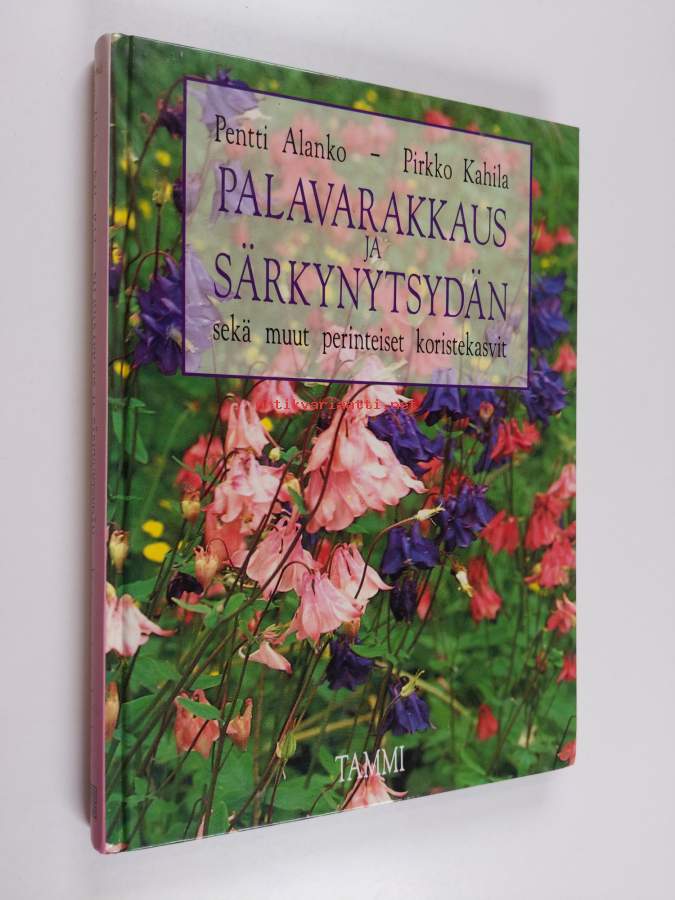 Pentti Alanko – Pirkko Kahila
PALAVARAKKAUS
JA
SÄRKYNYTSYDÄN
sekä muut perinteiset koristekasvit
TAMMI